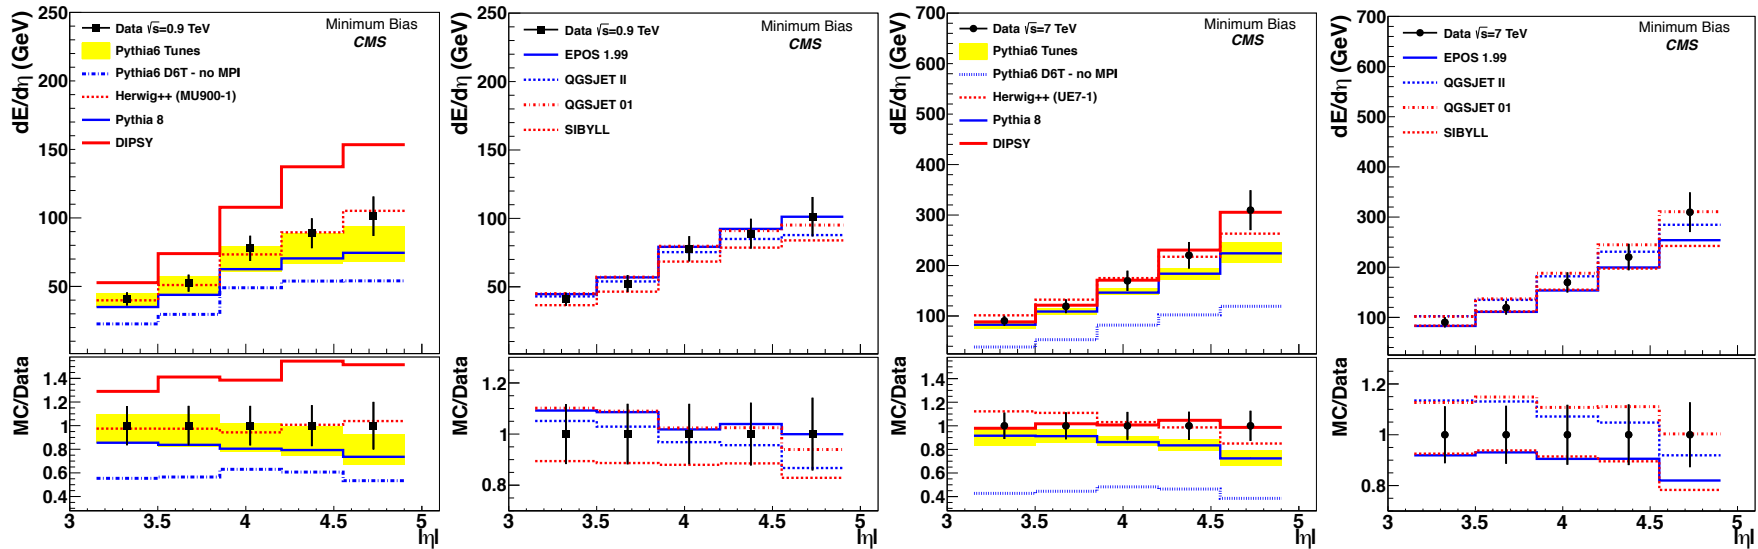 dE/dη (GeV)
250
200
150
100
50
Minimum Bias
CMS
Data √s=0.9 TeV
Pythia6 Tunes
Pythia6 D6T - no MPI
Herwig++ (MU900-1)
Pythia 8
DIPSY
MC/Data
1.4
1.2
1
0.8
0.6
0.4
3 3.5 4 4.5 5
|η|
dE/dη (GeV)
250
200
150
100
50
Minimum Bias
CMS
Data √s=0.9 TeV
EPOS 1.99
QGSJET II
QGSJET 01
SIBYLL
MC/Data
1.2
1
0.8
3 3.5 4 4.5 5
|η|
dE/dη (GeV)
700
600
500
400
300
200
100
Minimum Bias
CMS
Data √s=7 TeV
Pythia6 Tunes
Pythia6 D6T - no MPI
Herwig++ (UE7-1)
Pythia 8
DIPSY
MC/Data
1.4
1.2
1
0.8
0.6
0.4
3 3.5 4 4.5 5
|η|
dE/dη (GeV)
700
600
500
400
300
200
100
Minimum Bias
CMS
Data √s=7 TeV
EPOS 1.99
QGSJET II
QGSJET 01
SIBYLL
MC/Data
1.2
1
0.8
3 3.5 4 4.5 5
|η|